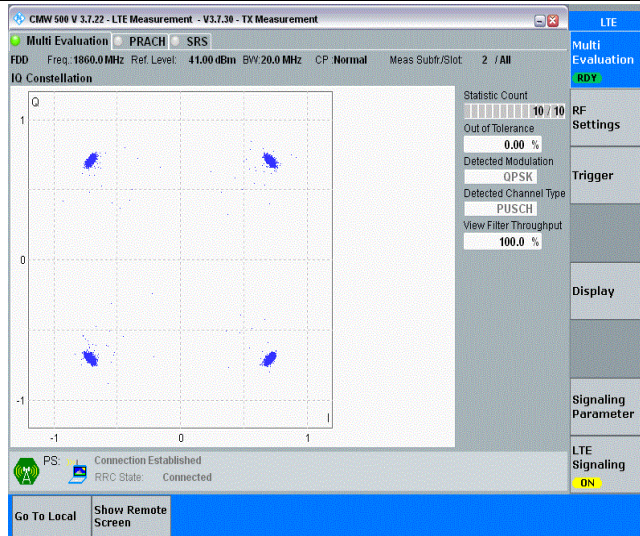 CMW 500 V 3.7.22 - LTE Measurement - V3.7.30 - TX Measurement
LTE
Multi Evaluation PRACH SRS
Multi
Evaluation
RDY
FDD Freq.:1860.0 MHz Ref. Level: 41.00 dBm BW:20.0 MHz CP :Normal Meas Subfr./Slot: 2 / All
IQ Constellation
Q
1
0
-1
-1 0 1
I
Statistic Count
10 / 10
Out of Tolerance
0.00 %
Detected Modulation
QPSK
Detected Channel Type
PUSCH
View Filter Throughput
100.0 %
RF
Settings
Trigger
Display
Signaling
Parameter
LTE
Signaling
ON
PS: Connection Established
RRC State: Connected
Go To Local
Show Remote
Screen